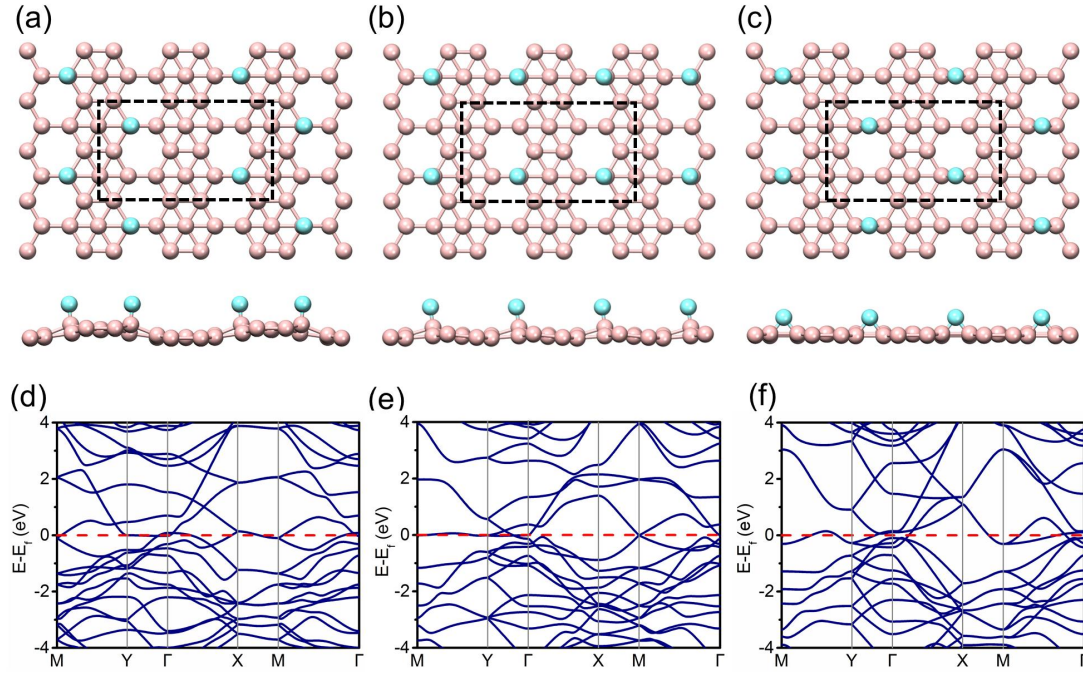 (a)
(b)
(c)
(d)
(e)
(f)
E-E_f (eV)
4
2
0
-2
-4
M Y Γ X M Γ
E-E_f (eV)
4
2
0
-2
-4
M Y Γ X M Γ
E-E_f (eV)
4
2
0
-2
-4
M Y Γ X M Γ